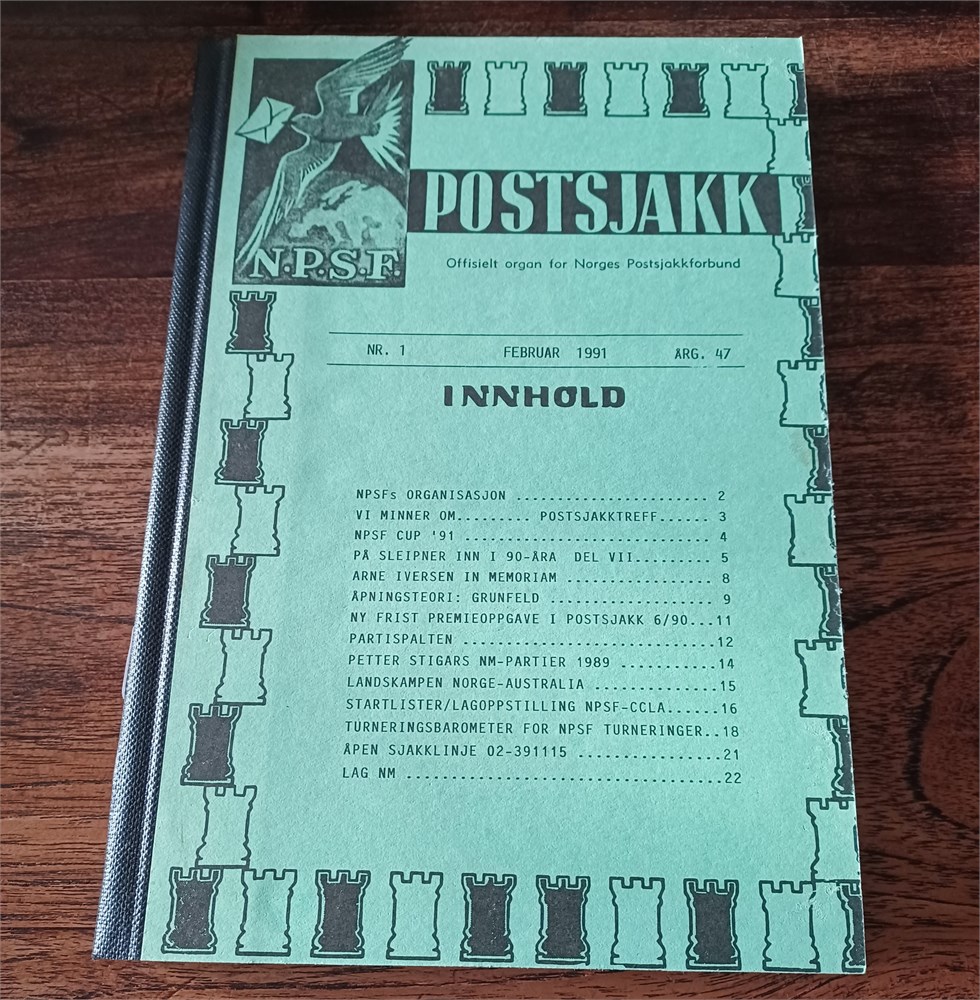 POSTSJAKK
N.P.S.F.
Offisielt organ for Norges Postsjakkforbund
NR. 1 FEBRUAR 1991 ÅRG. 47
INNHOLD
NPSFs ORGANISASJON ........................ 2
VI MINNER OM......... POSTSJAKKTREFF...... 3
NPSF CUP '91 .............................. 4
PÅ SLEIPNER INN I 90-ÅRA DEL VII.......... 5
ARNE IVERSEN IN MEMORIAM .................. 8
ÅPNINGSTEORI: GRUNFELD .................... 9
NY FRIST PREMIEOPPGAVE I POSTSJAKK 6/90...11
PARTISPALTEN ...............................12
PETTER STIGARS NM-PARTIER 1989 ............14
LANDSKAMPEN NORGE-AUSTRALIA ...............15
STARTLISTER/LAGOPPSTILLING NPSF-CCLA......16
TURNERINGSBAROMETER FOR NPSF TURNERINGER..18
ÅPEN SJAKKLINJE 02-391115 .................21
LAG NM .....................................22